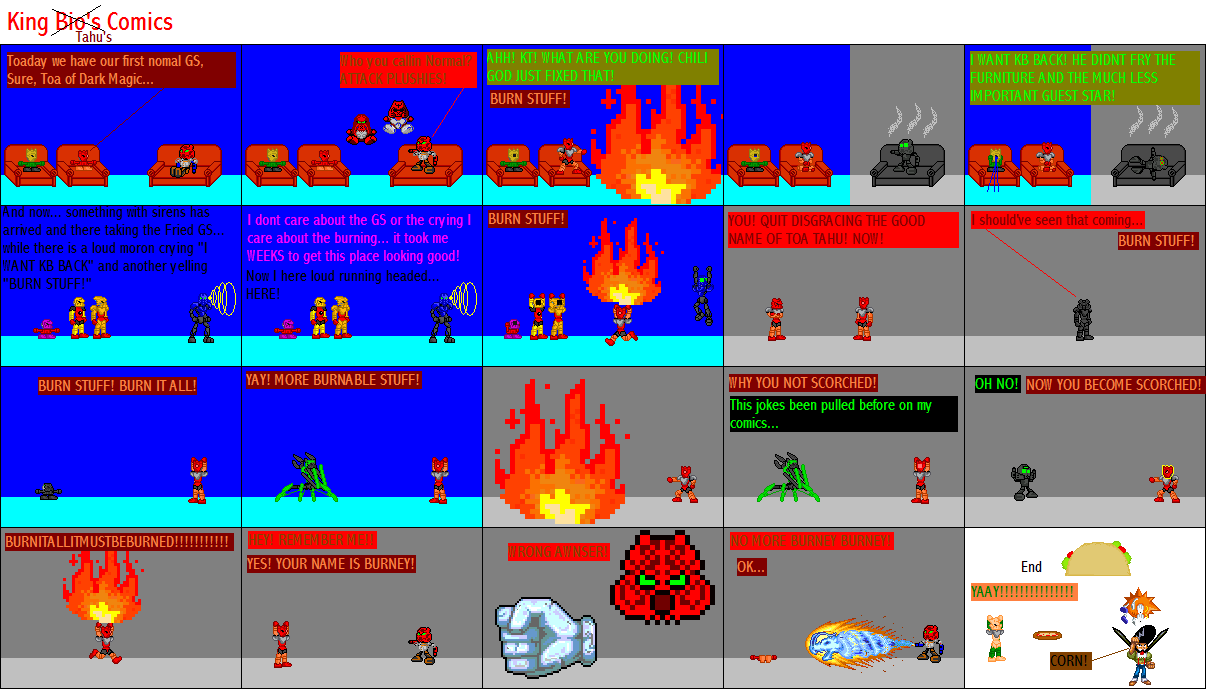 King Bio's Comics
Tahu's
Toaday we have our first nomal GS,
Sure, Toa of Dark Magic...
Who you callin Normal?
ATTACK PLUSHIES!
AHH! KT! WHAT ARE YOU DOING! CHILI
GOD JUST FIXED THAT!
BURN STUFF!
I WANT KB BACK! HE DIDNT FRY THE
FURNITURE AND THE MUCH LESS
IMPORTANT GUEST STAR!
And now... something with sirens has
arrived and there taking the Fried GS...
while there is a loud moron crying "I
WANT KB BACK" and another yelling
"BURN STUFF!"
I dont care about the GS or the crying I
care about the burning... it took me
WEEKS to get this place looking good!
Now I here loud running headed...
HERE!
BURN STUFF!
YOU! QUIT DISGRACING THE GOOD
NAME OF TOA TAHU! NOW!
I should've seen that coming...
BURN STUFF!
BURN STUFF! BURN IT ALL!
YAY! MORE BURNABLE STUFF!
WHY YOU NOT SCORCHED!
This jokes been pulled before on my
comics...
OH NO!
NOW YOU BECOME SCORCHED!
BURNITALLITMUSTBEBURNED!!!!!!!!!!!
HEY! REMEMBER ME!!
YES! YOUR NAME IS BURNEY!
WRONG AWNSER!
NO MORE BURNEY BURNEY!
OK...
End
YAAY!!!!!!!!!!!!!!!
CORN!